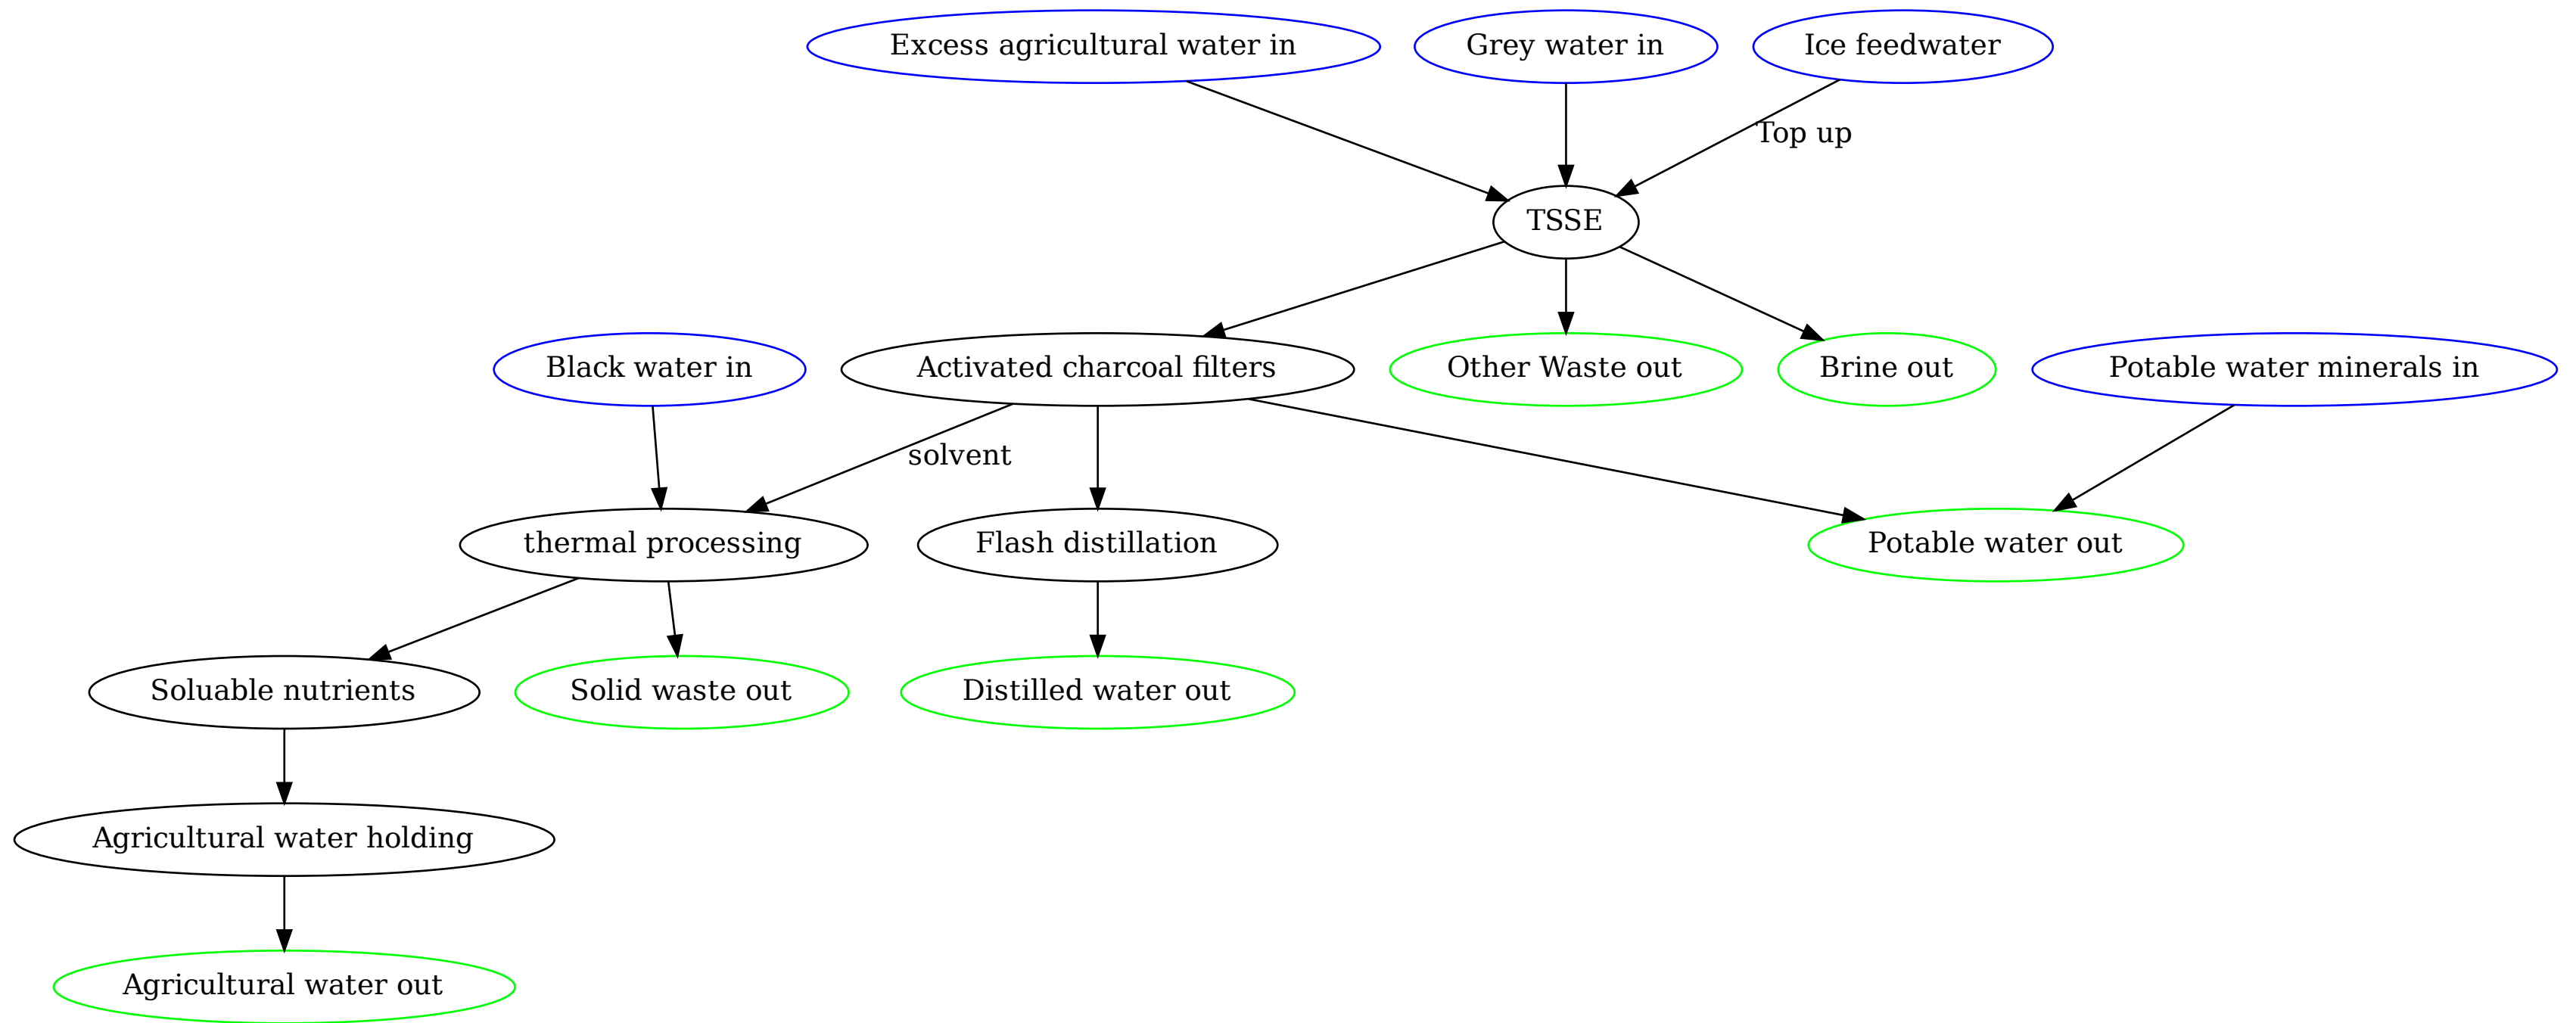 Excess agricultural water in
Grey water in
Ice feedwater
Top up
TSSE
Black water in
Activated charcoal filters
Other Waste out
Brine out
Potable water minerals in
solvent
thermal processing
Flash distillation
Potable water out
Soluable nutrients
Solid waste out
Distilled water out
Agricultural water holding
Agricultural water out